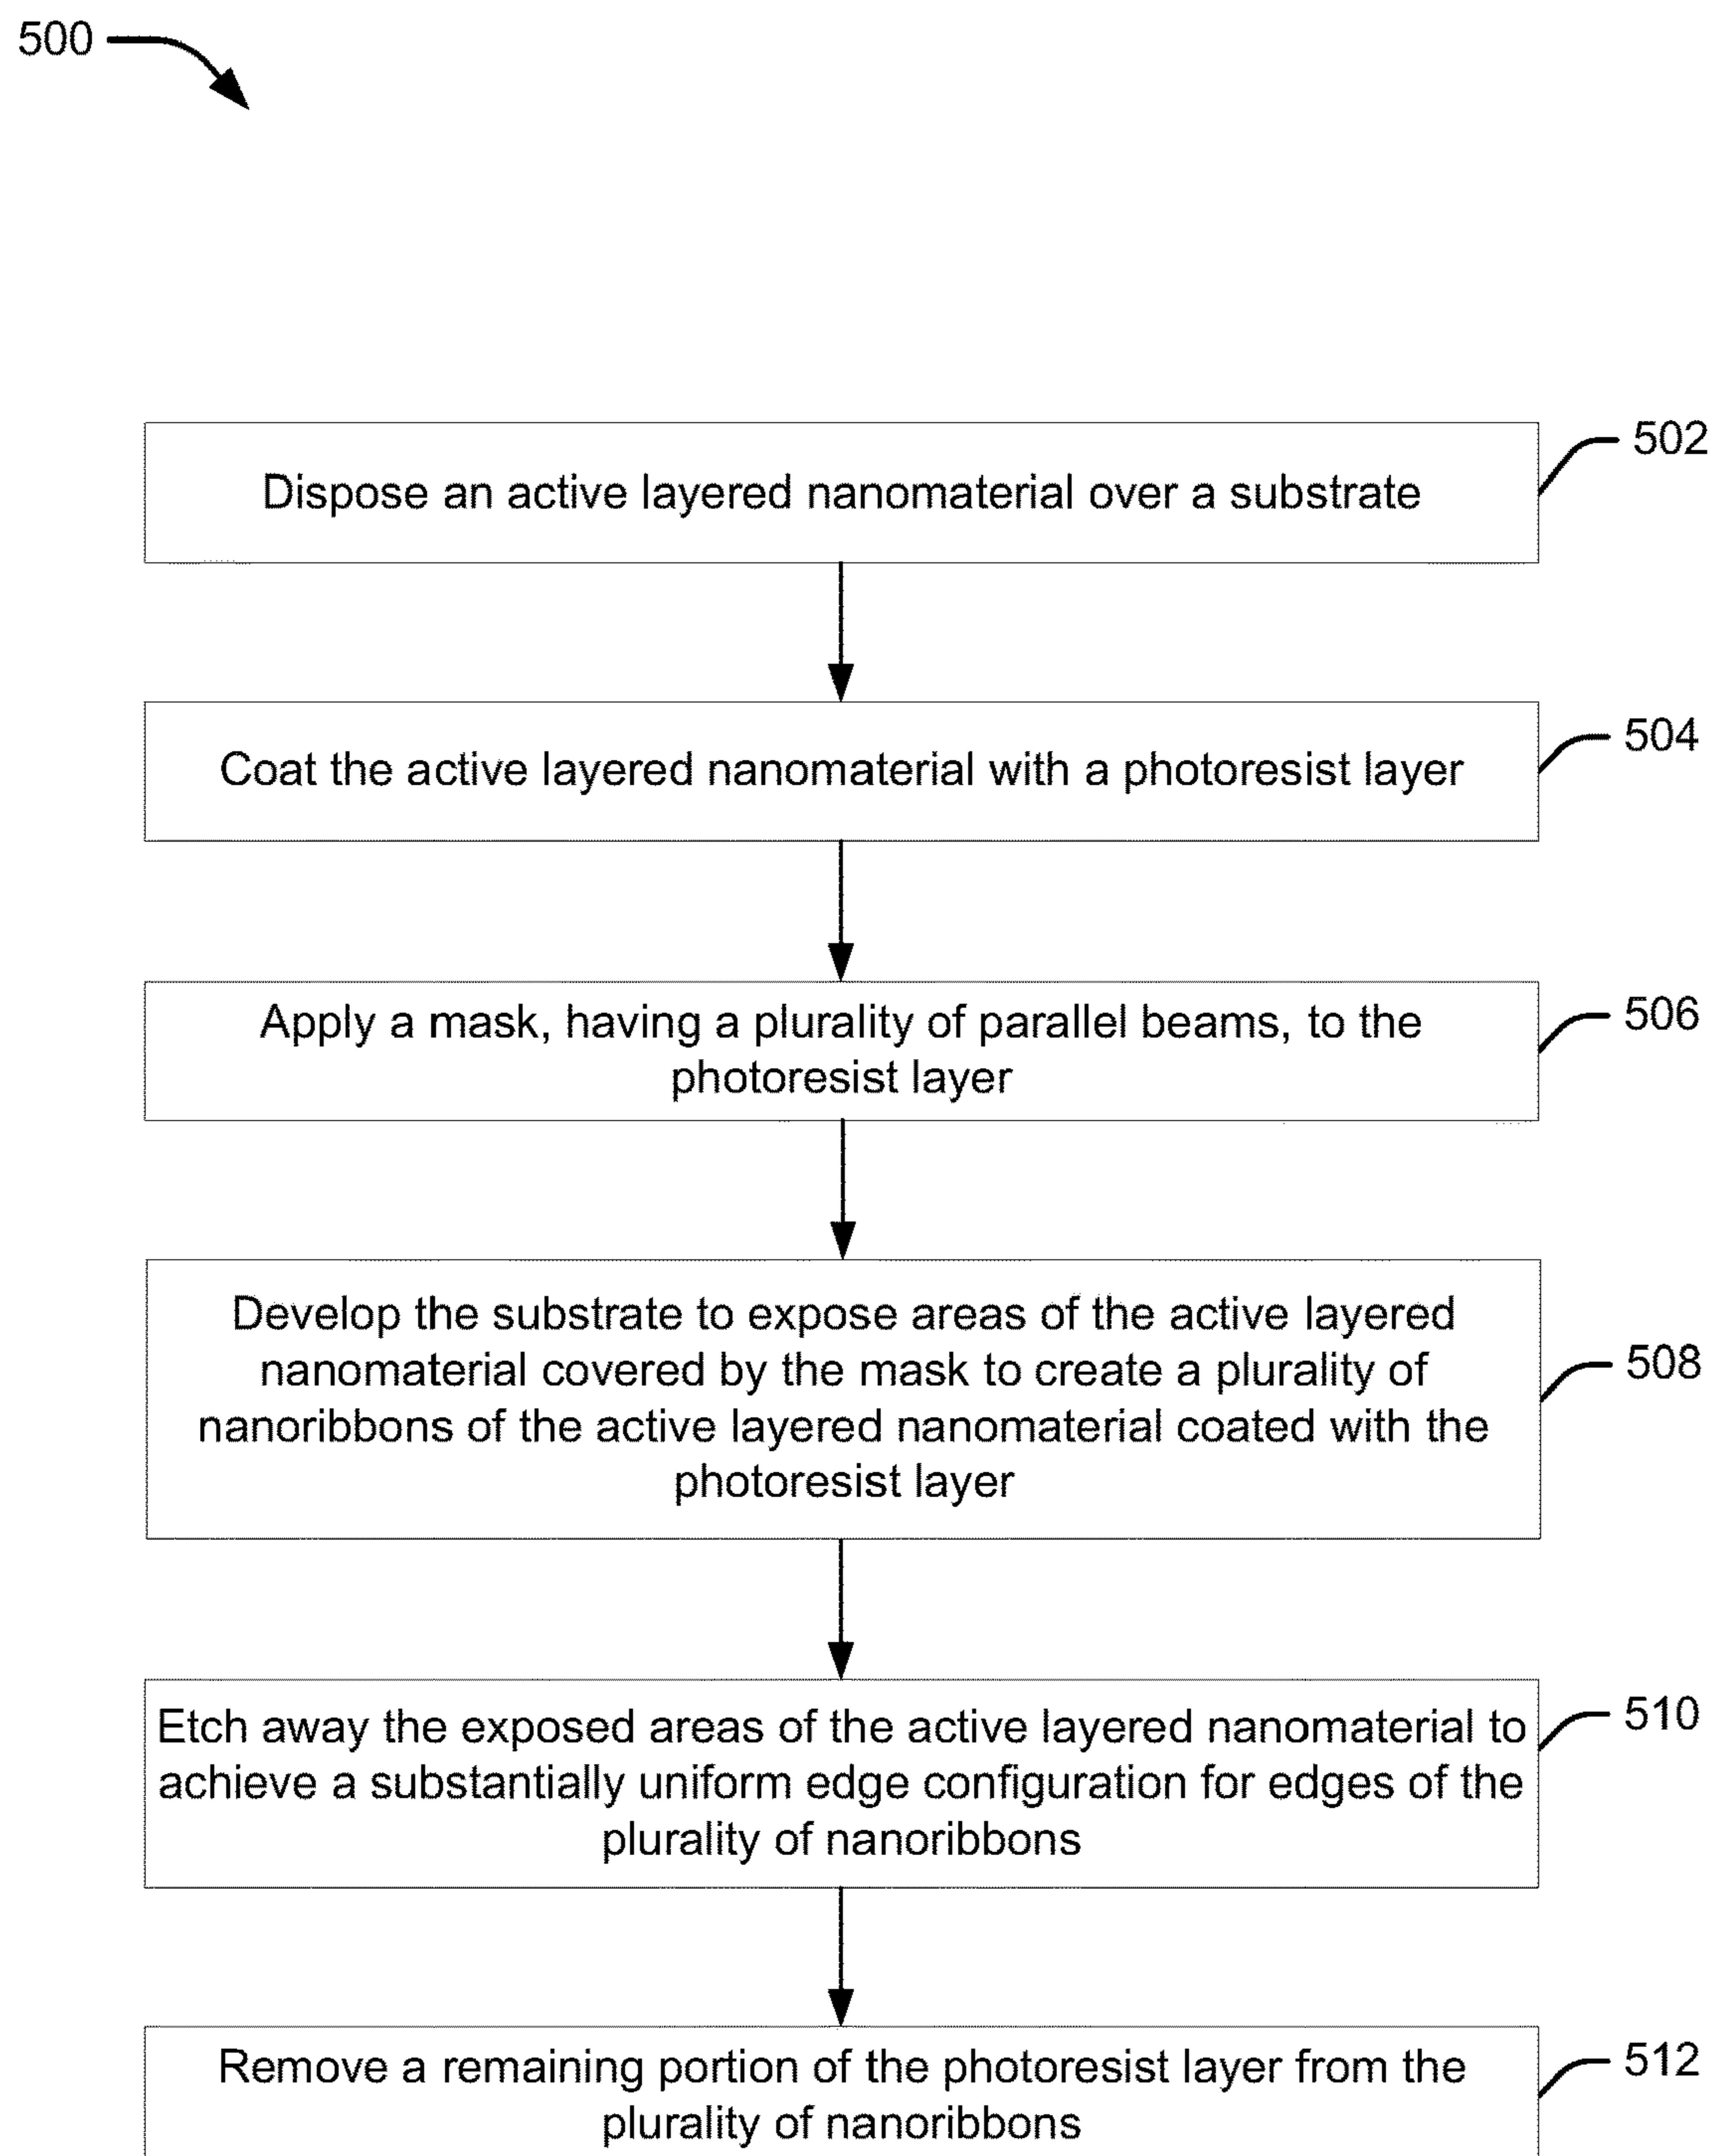 500
Dispose an active layered nanomaterial over a substrate
502
Coat the active layered nanomaterial with a photoresist layer
504
Apply a mask, having a plurality of parallel beams, to the
photoresist layer
506
Develop the substrate to expose areas of the active layered
nanomaterial covered by the mask to create a plurality of
nanoribbons of the active layered nanomaterial coated with the
photoresist layer
508
Etch away the exposed areas of the active layered nanomaterial to
achieve a substantially uniform edge configuration for edges of the
plurality of nanoribbons
510
Remove a remaining portion of the photoresist layer from the
plurality of nanoribbons
512